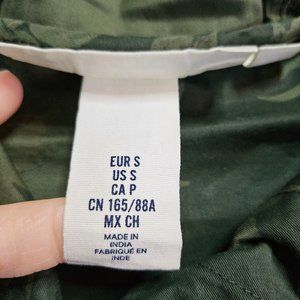 EUR S
US S
CA P
CN 165/88A
MX CH
MADE IN
INDIA
FABRIQUÉ EN
INDE